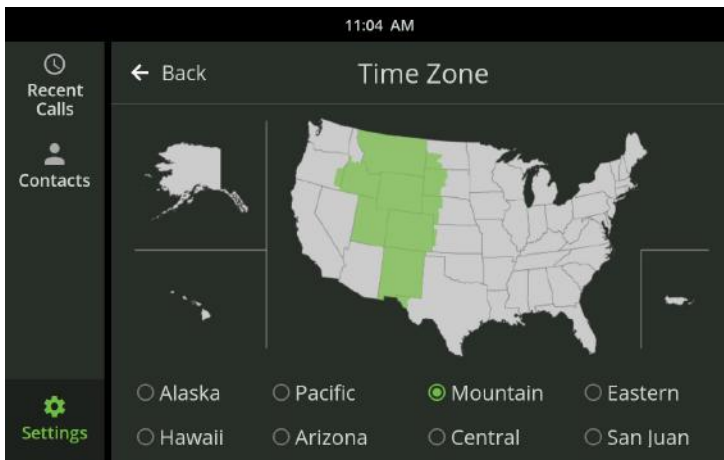 11:04 AM
Recent
Calls
Contacts
Settings
Back
Time Zone
Alaska
Pacific
Mountain
Eastern
Hawaii
Arizona
Central
San Juan